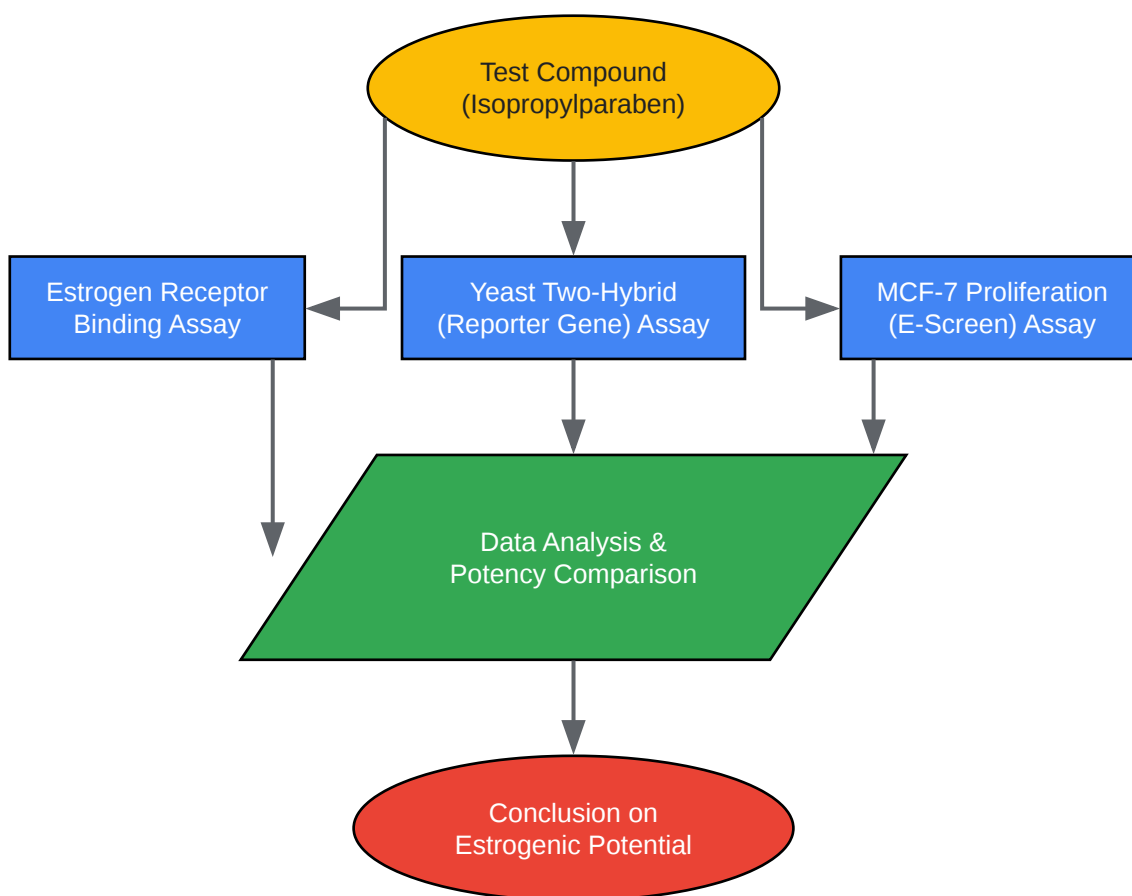 Test Compound
(Isopropylparaben)
Estrogen Receptor
Binding Assay
Yeast Two-Hybrid
(Reporter Gene) Assay
MCF-7 Proliferation
(E-Screen) Assay
Data Analysis &
Potency Comparison
Conclusion on
Estrogenic Potential